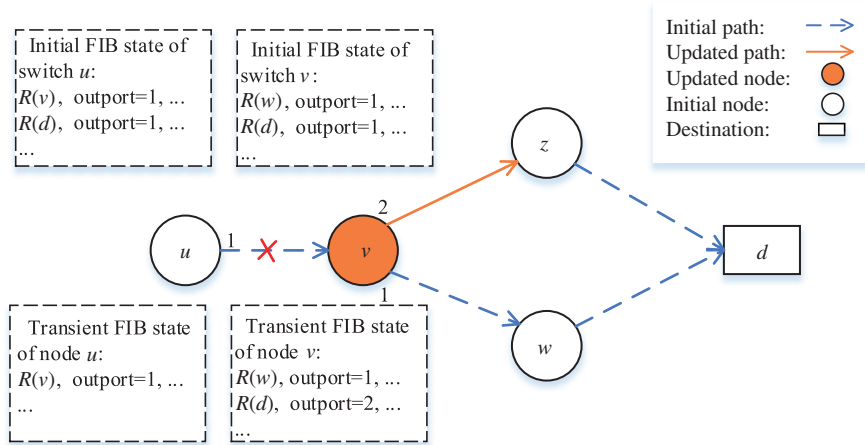 Initial FIB state of
switch u:
R(v), outport=1, ...
R(d), outport=1, ...
...
Initial FIB state of
switch v:
R(w), outport=1, ...
R(d), outport=1, ...
...
Initial path:
Updated path:
Updated node:
Initial node:
Destination:
z
2
u
1
v
d
1
w
Transient FIB state
of node u:
R(v), outport=1, ...
...
Transient FIB state
of node v:
R(w), outport=1, ...
R(d), outport=2, ...
...